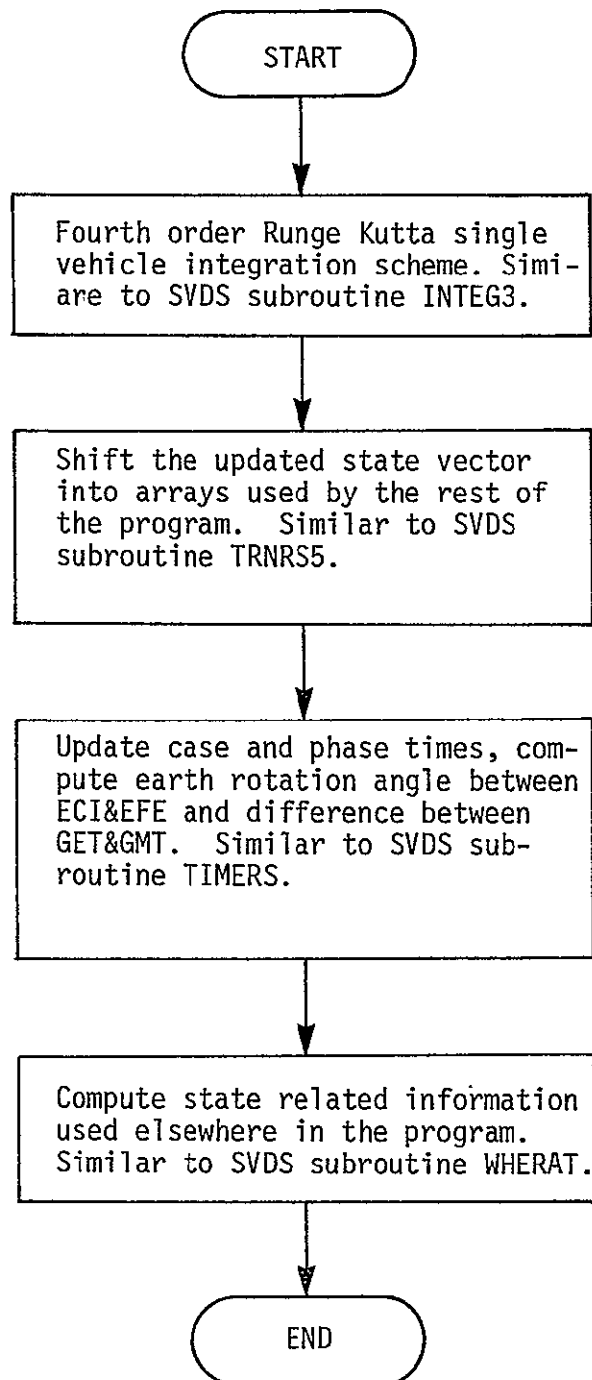 START
Fourth order Runge Kutta single
vehicle integration scheme. Simi-
are to SVDS subroutine INTEG3.
Shift the updated state vector
into arrays used by the rest of
the program. Similar to SVDS
subroutine TRNRS5.
Update case and phase times, com-
pute earth rotation angle between
ECI&EFE and difference between
GET&GMT. Similar to SVDS sub-
routine TIMERS.
Compute state related information
used elsewhere in the program.
Similar to SVDS subroutine WHERAT.
END